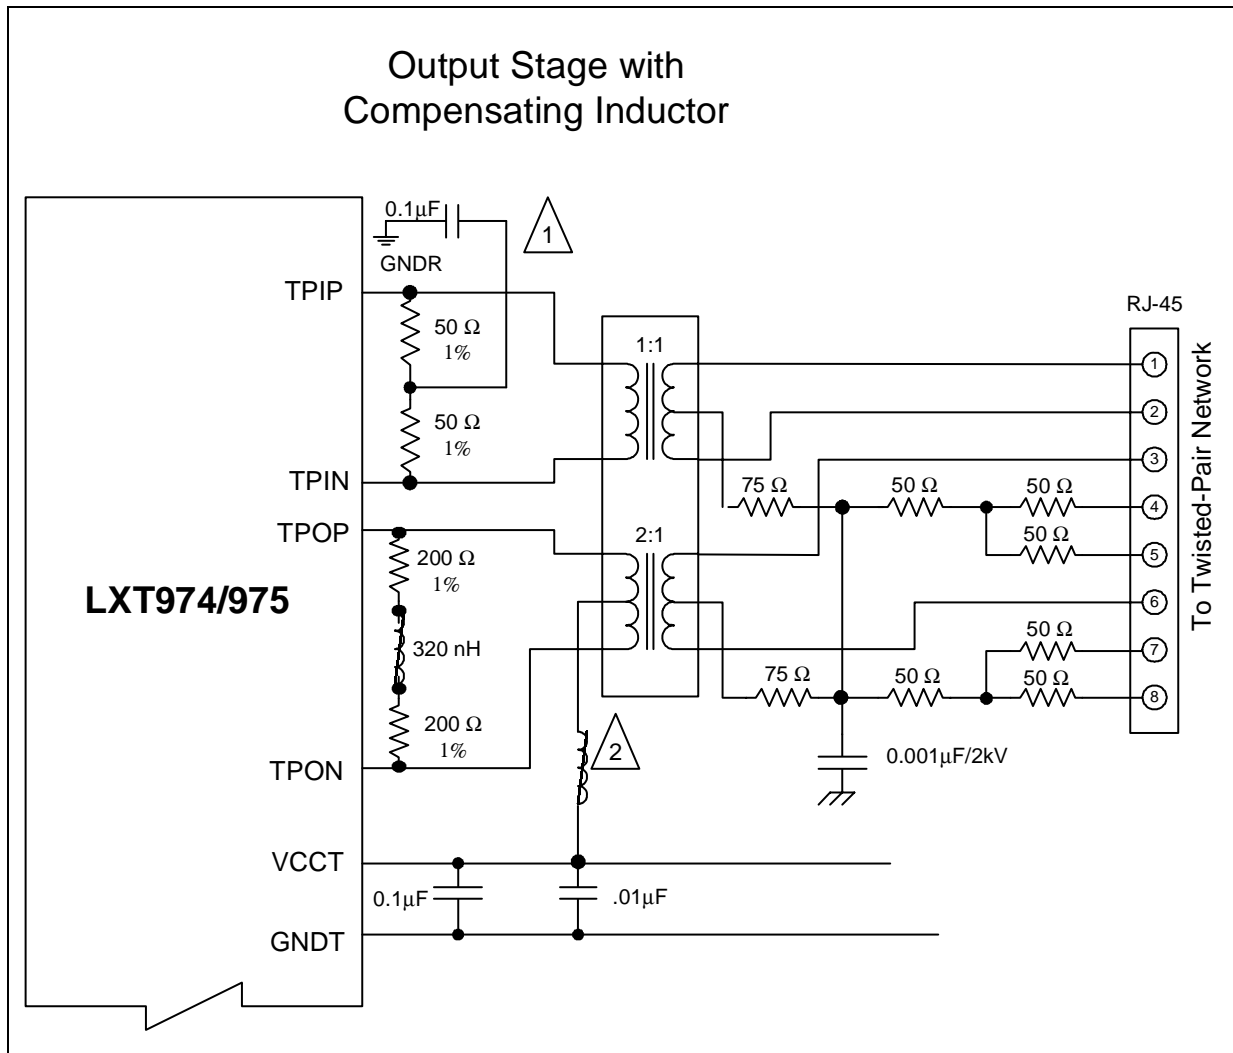 Output Stage with
Compensating Inductor
0.1μF
1
GNDR
TPIP
50 Ω
1%
50 Ω
1%
TPIN
TPOP
200 Ω
1%
LXT974/975
320 nH
200 Ω
1%
TPON
2
VCCT
0.1μF
.01μF
GNDT
1:1
2:1
75 Ω
50 Ω
50 Ω
50 Ω
75 Ω
50 Ω
50 Ω
50 Ω
0.001μF/2kV
RJ-45
1
2
3
4
5
6
7
8
To Twisted-Pair Network